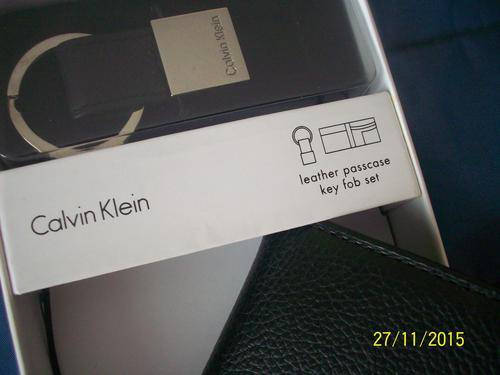 Calvin Klein
leather passcase
key fob set
Calvin Klein
27/11/2015